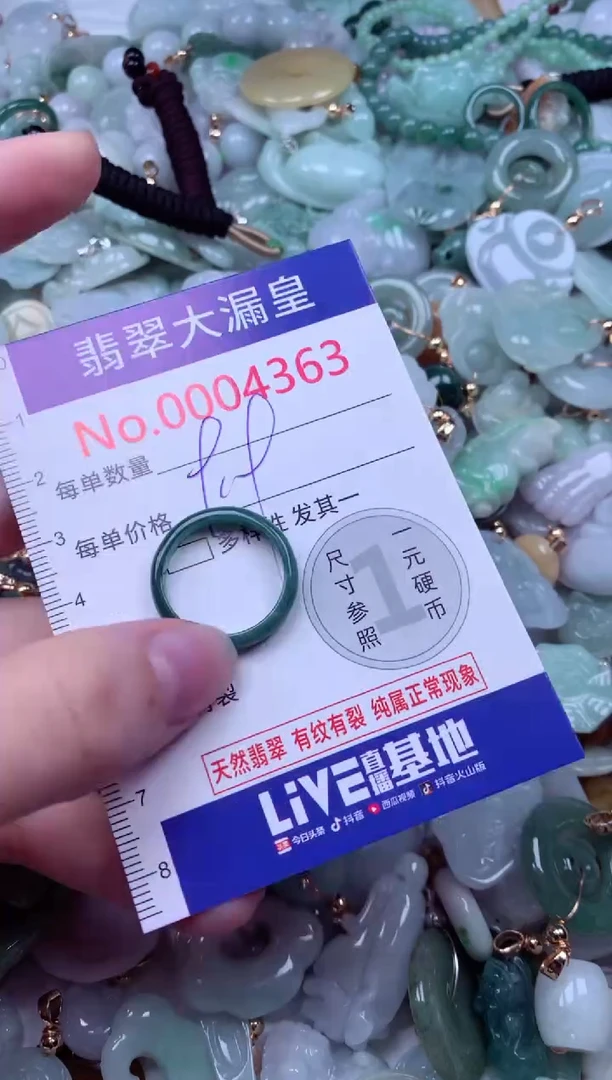 翡翠大漏皇
No.0004363
每单数量
每单价格
多样性 发其一
尺寸参照
一元硬币
1
裂
天然翡翠 有纹有裂 纯属正常现象
LiVE直播基地
今日头条 抖音 西瓜视频 抖音火山版
0
1
2
3
4
7
8